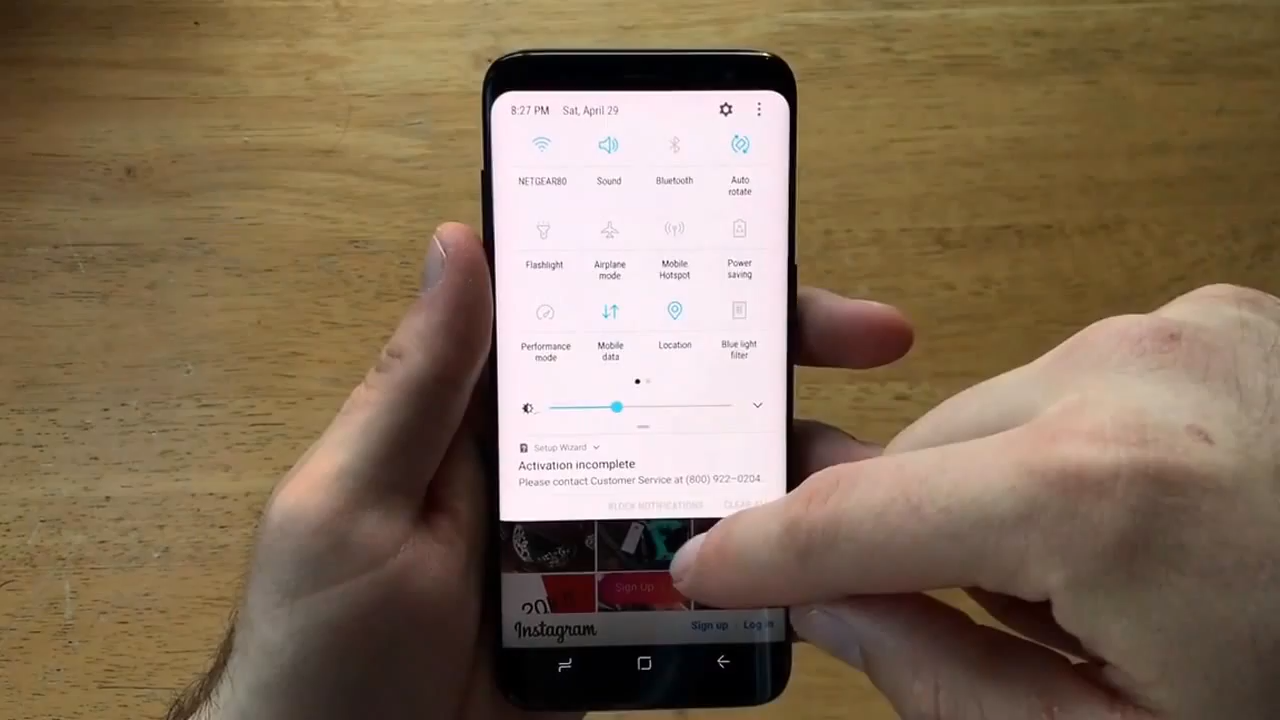 8:27 PM Sat, April 29
NETGEAR80 Sound Bluetooth Auto
rotate
Flashlight Airplane
mode Mobile
Hotspot Power
saving
Performance
mode Mobile
data Location Blue light
filter
Setup Wizard
Activation incomplete
Please contact Customer Service at (800) 922-0204..
BLOCK NOTIFICATIONS CLEAR
Sign Up
Instagram Sign up Log in